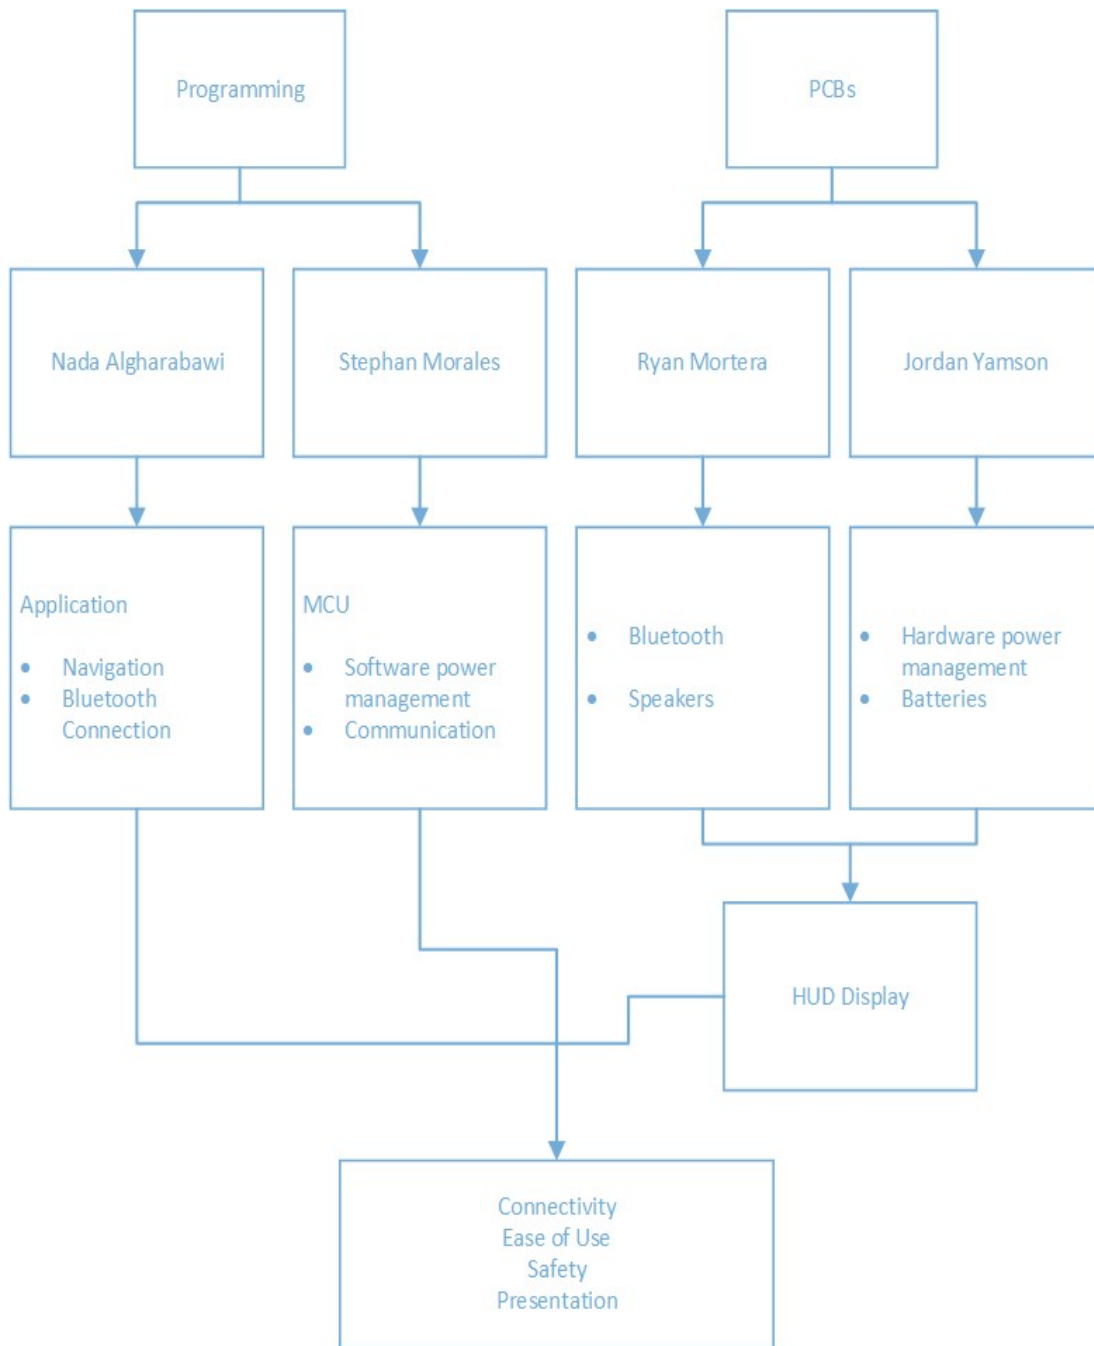 Programming
PCBs
Nada Algharabawi
Stephan Morales
Ryan Mortera
Jordan Yamson
Application
• Navigation
• Bluetooth
Connection
MCU
• Software power
management
• Communication
• Bluetooth
• Speakers
• Hardware power
management
• Batteries
HUD Display
Connectivity
Ease of Use
Safety
Presentation